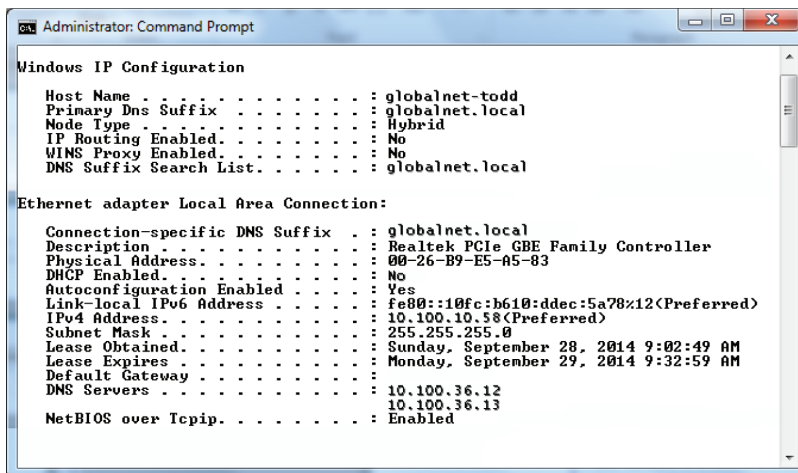 Administrator: Command Prompt
Windows IP Configuration
Host Name . . . . . . . . . . . . : globalnet-todd
Primary Dns Suffix  . . . . . . . : globalnet.local
Node Type . . . . . . . . . . . . : Hybrid
IP Routing Enabled. . . . . . . . : No
WINS Proxy Enabled. . . . . . . . : No
DNS Suffix Search List. . . . . . : globalnet.local
Ethernet adapter Local Area Connection:
Connection-specific DNS Suffix  . : globalnet.local
Description . . . . . . . . . . . : Realtek PCIe GBE Family Controller
Physical Address. . . . . . . . . : 00-26-B9-E5-A5-83
DHCP Enabled. . . . . . . . . . . : No
Autoconfiguration Enabled . . . . : Yes
Link-local IPv6 Address . . . . . : fe80::10fc:b610:ddec:5a78%12(Preferred)
IPv4 Address. . . . . . . . . . . : 10.100.10.58(Preferred)
Subnet Mask . . . . . . . . . . . : 255.255.255.0
Lease Obtained. . . . . . . . . . : Sunday, September 28, 2014 9:02:49 AM
Lease Expires . . . . . . . . . . : Monday, September 29, 2014 9:32:59 AM
Default Gateway . . . . . . . . . :
DNS Servers . . . . . . . . . . . : 10.100.36.12
10.100.36.13
NetBIOS over Tcpip. . . . . . . . : Enabled